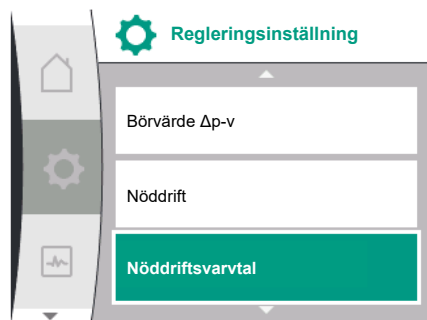 Regleringsinställning
Börvärde Δp-v
Nöddrift
Nöddriftsvarvtal